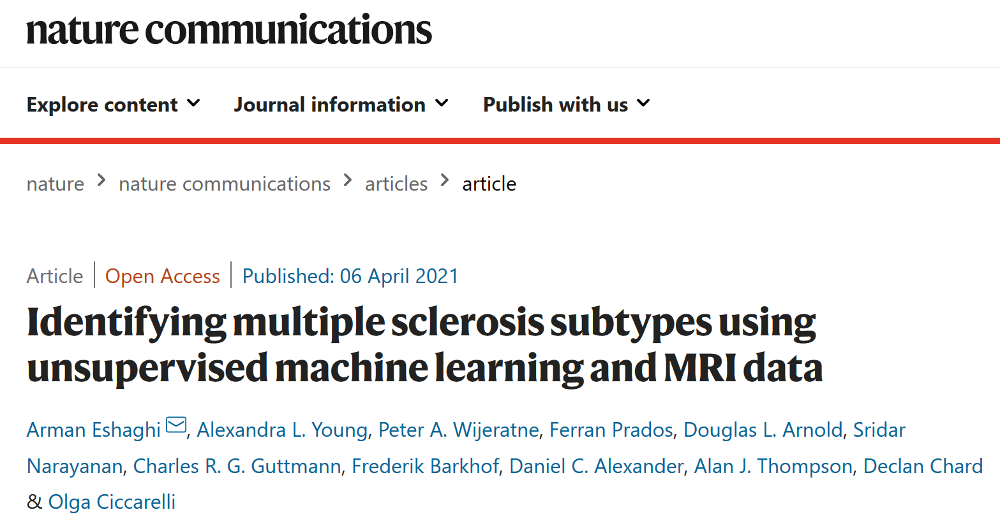 nature communications
Explore content Journal information Publish with us
nature > nature communications > articles > article
Article | Open Access | Published: 06 April 2021
Identifying multiple sclerosis subtypes using
unsupervised machine learning and MRI data
Arman Eshaghi, Alexandra L. Young, Peter A. Wijeratne, Ferran Prados, Douglas L. Arnold, Sridar
Narayanan, Charles R. G. Guttmann, Frederik Barkhof, Daniel C. Alexander, Alan J. Thompson, Declan Chard
& Olga Ciccarelli